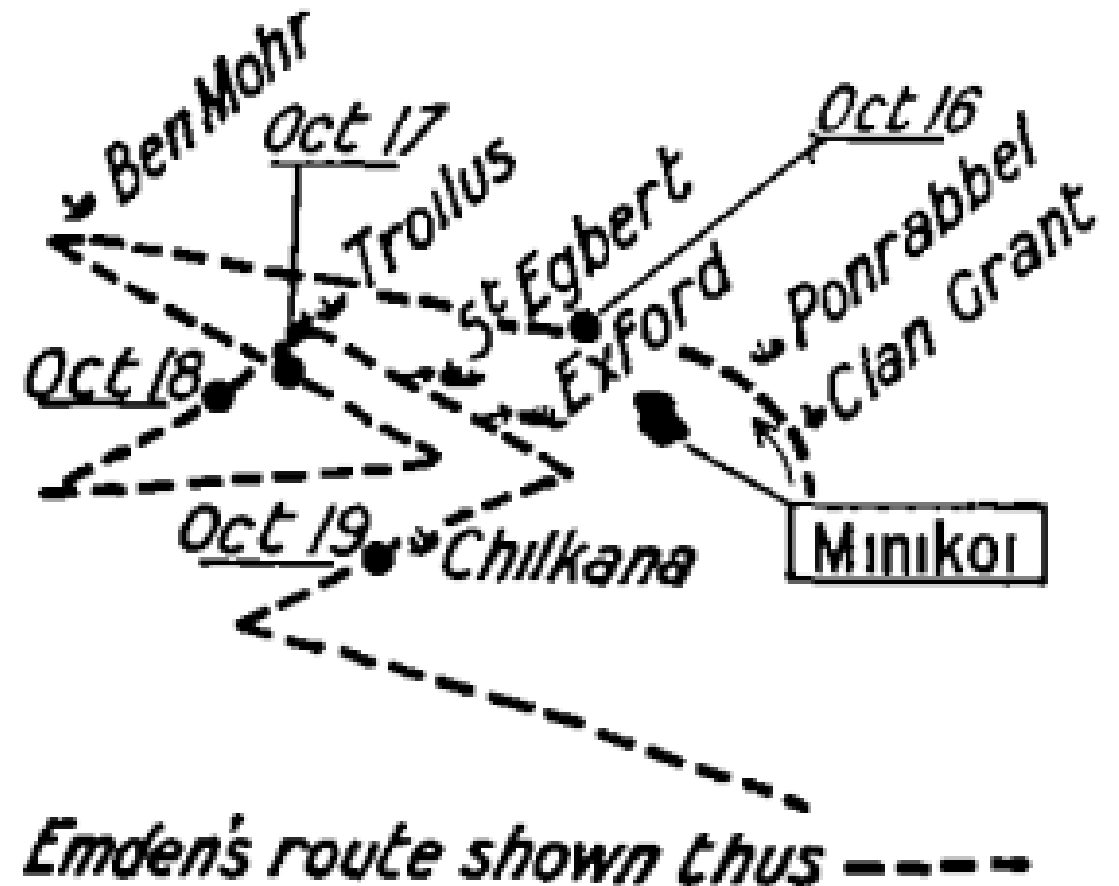 Ben Mohr
Oct 17
Oct 16
Troilus
St Egbert
Exford
Ponrabbel
Clan Grant
Oct 18
Oct 19
Chilkana
Minikoi
Emden's route shown thus